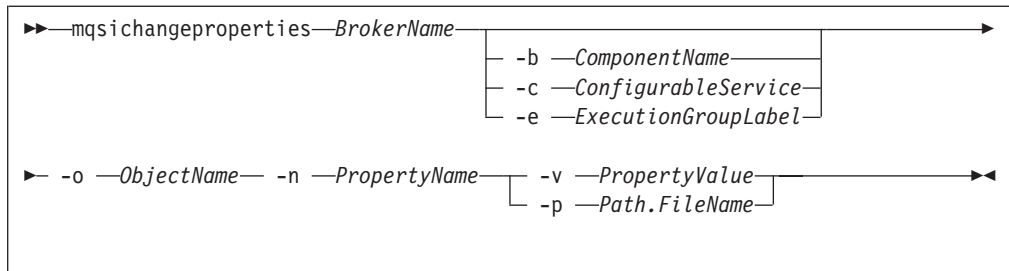 mqsichangeproperties BrokerName
-b ComponentName
-c ConfigurableService
-e ExecutionGroupLabel
-o ObjectName -n PropertyName -v PropertyValue
-p Path.FileName